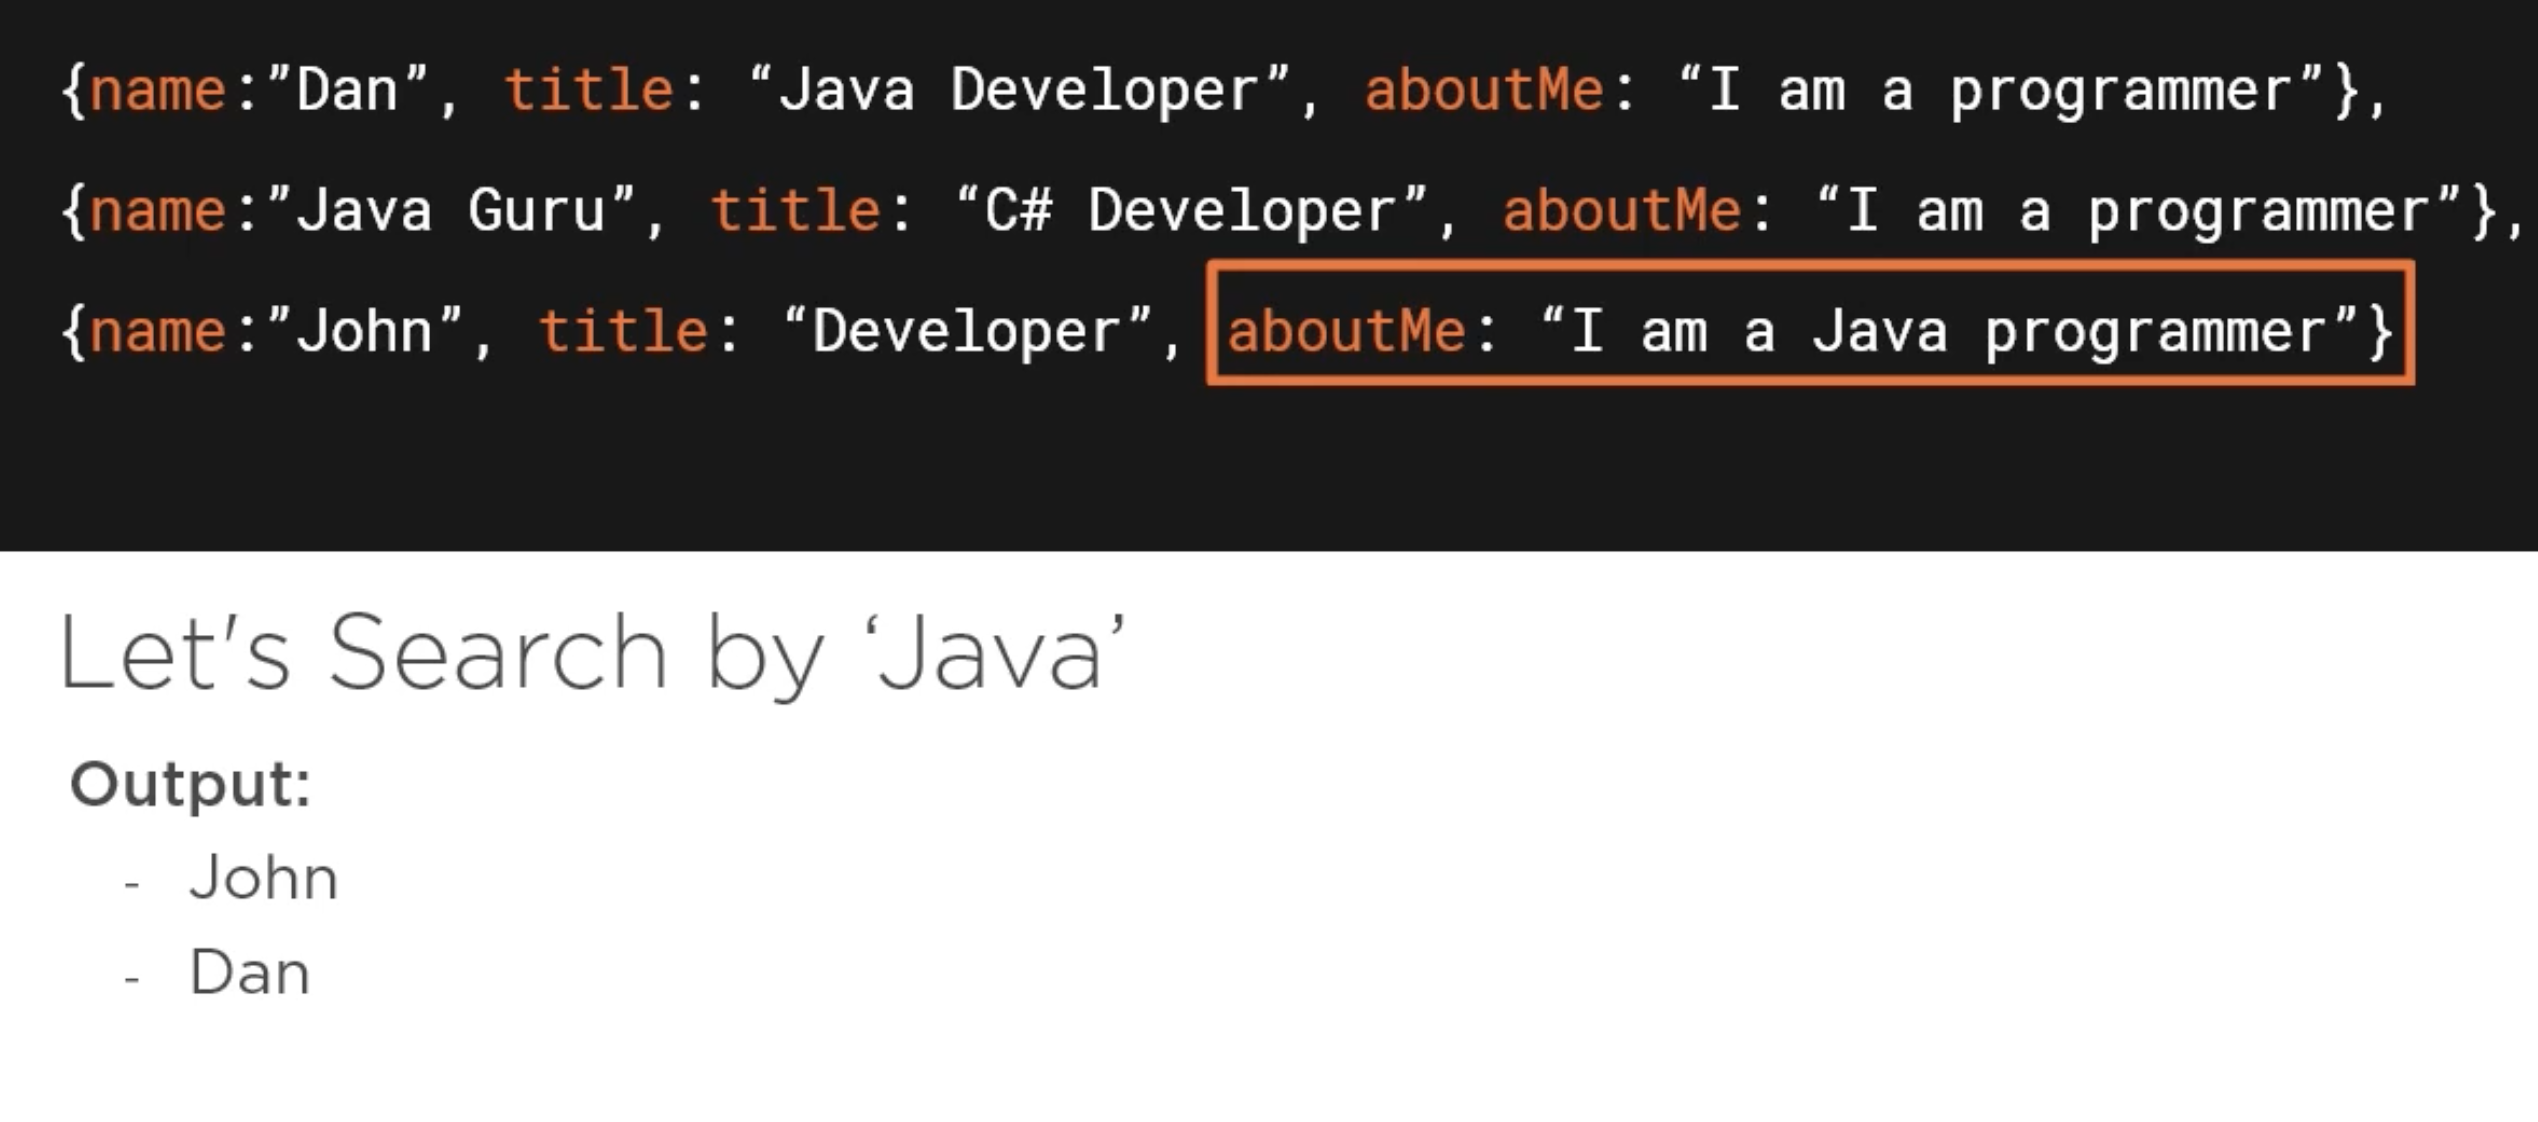 {name:”Dan”, title: “Java Developer”, aboutMe: “I am a programmer”},
{name:”Java Guru”, title: “C# Developer”, aboutMe: “I am a programmer”},
{name:”John”, title: “Developer”, aboutMe: “I am a Java programmer”}
Let's Search by ‘Java’
Output:
- John
- Dan